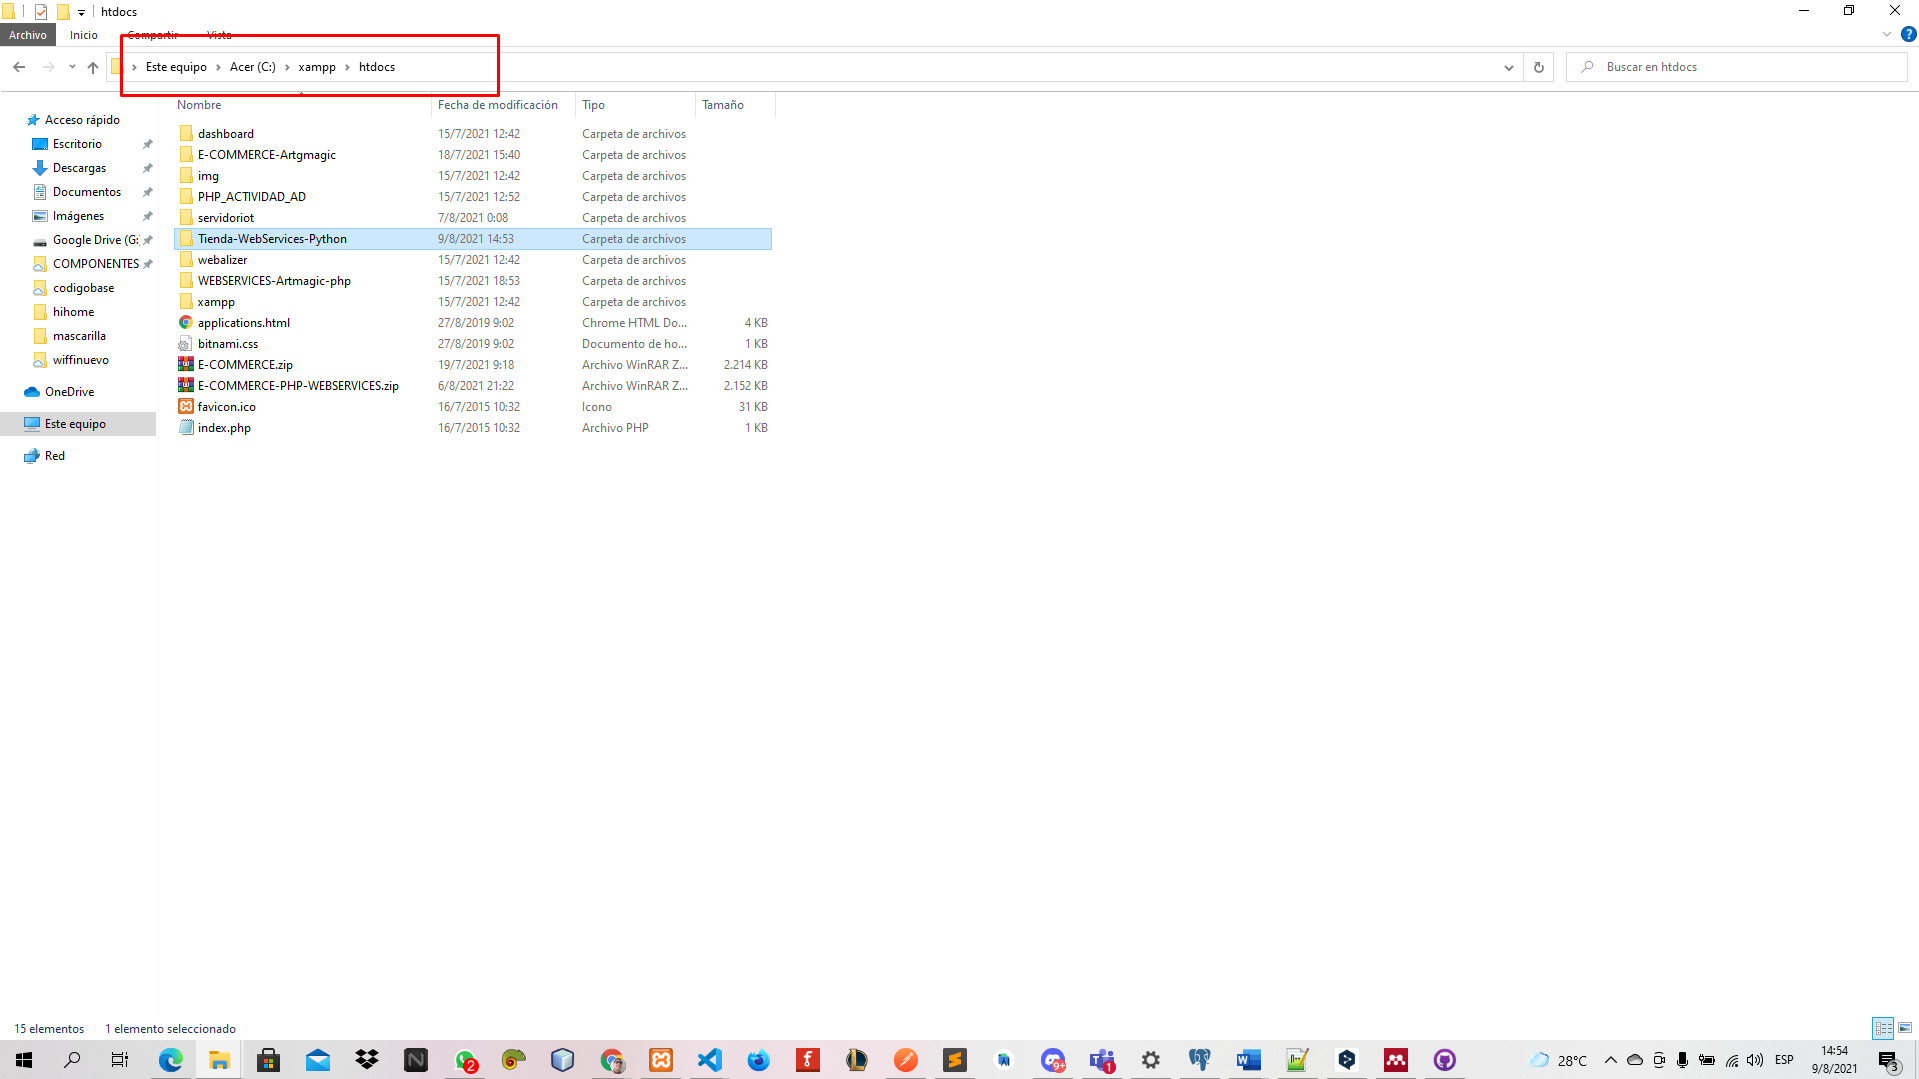 htdocs
Archivo Inicio Compartir Vista
Este equipo Acer (C:) xampp htdocs
Buscar en htdocs
Nombre Fecha de modificación Tipo Tamaño
Acceso rápido
Escritorio
Descargas
Documentos
Imágenes
Google Drive (G:
COMPONENTES
codigobase
hihome
mascarilla
wiffinuevo
OneDrive
Este equipo
Red
dashboard 15/7/2021 12:42 Carpeta de archivos
E-COMMERCE-Artgmagic 18/7/2021 15:40 Carpeta de archivos
img 15/7/2021 12:42 Carpeta de archivos
PHP_ACTIVIDAD_AD 15/7/2021 12:52 Carpeta de archivos
servidoriot 7/8/2021 0:08 Carpeta de archivos
Tienda-WebServices-Python 9/8/2021 14:53 Carpeta de archivos
webalizer 15/7/2021 12:42 Carpeta de archivos
WEBSERVICES-Artmagic-php 15/7/2021 18:53 Carpeta de archivos
xampp 15/7/2021 12:42 Carpeta de archivos
applications.html 27/8/2019 9:02 Chrome HTML Do... 4 KB
bitnami.css 27/8/2019 9:02 Documento de ho... 1 KB
E-COMMERCE.zip 19/7/2021 9:18 Archivo WinRAR Z... 2.214 KB
E-COMMERCE-PHP-WEBSERVICES.zip 6/8/2021 21:22 Archivo WinRAR Z... 2.152 KB
favicon.ico 16/7/2015 10:32 Icono 31 KB
index.php 16/7/2015 10:32 Archivo PHP 1 KB
15 elementos 1 elemento seleccionado
2
9+
1
28°C
ESP
14:54
9/8/2021
3